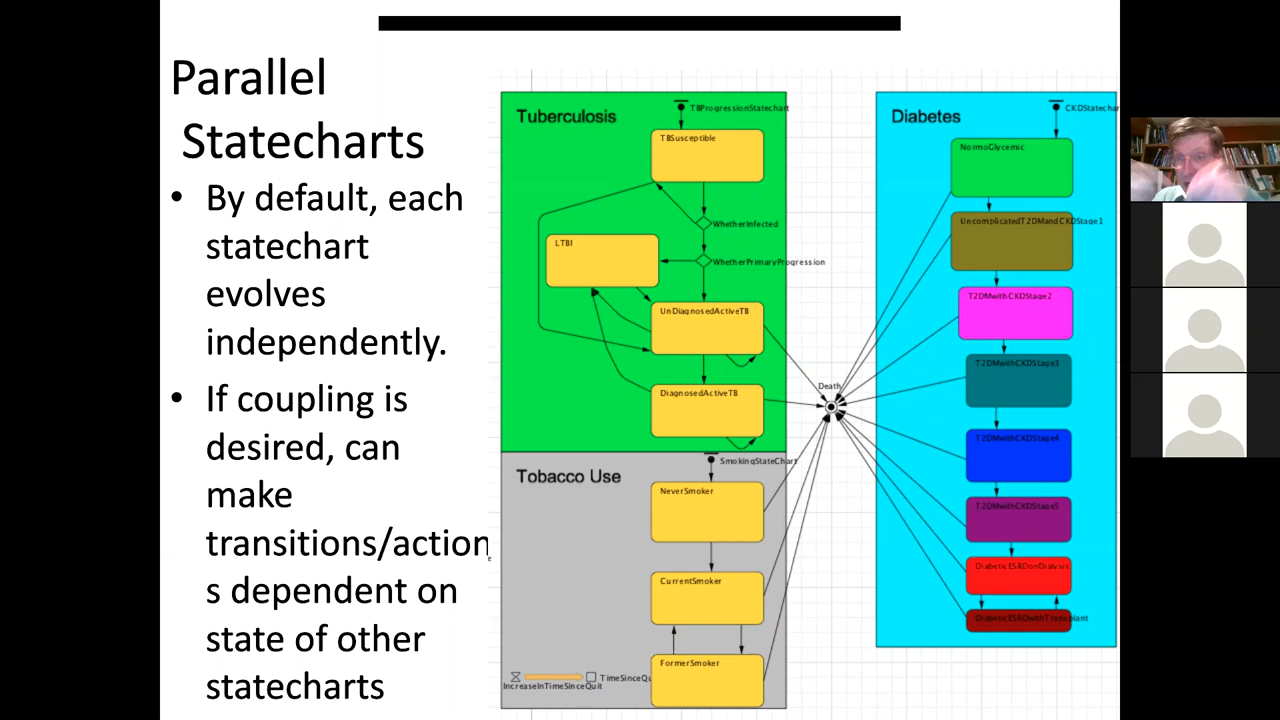 Parallel
Statecharts
• By default, each
statechart
evolves
independently.
• If coupling is
desired, can
make
transitions/action
s dependent on
state of other
statecharts
Tuberculosis
TBProgressionStatechart
TBSusceptible
WhetherInfected
LTBI
WhetherPrimaryProgression
UnDiagnosedActiveTB
DiagnosedActiveTB
Tobacco Use
SmokingStateChart
NeverSmoker
CurrentSmoker
FormerSmoker
TimeSinceQu
IncreaseInTimeSinceQuit
Death
Diabetes
CKDStatechar
NormoGlycemic
UncomplicatedT2DMandCKDStage1
T2DMwithCKDStage2
T2DMwithCKDStage3
T2DMwithCKDStage4
T2DMwithCKDStage5
DiabeticESRDonDialysis
DiabeticESRDwithTransplant